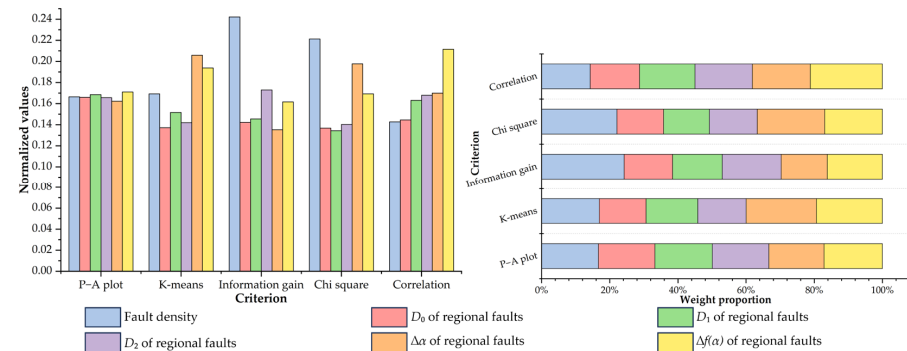 0.24
0.22
0.20
0.18
0.16
0.14
0.12
0.10
0.08
0.06
0.04
0.02
0.00
Normalized values
P−A plot K-means Information gain Chi square Correlation
Criterion
Correlation
Chi square
Information gain
K-means
P−A plot
Criterion
0% 20% 40% 60% 80% 100%
Weight proportion
Fault density D₀ of regional faults D₁ of regional faults
D₂ of regional faults Δα of regional faults Δf(α) of regional faults